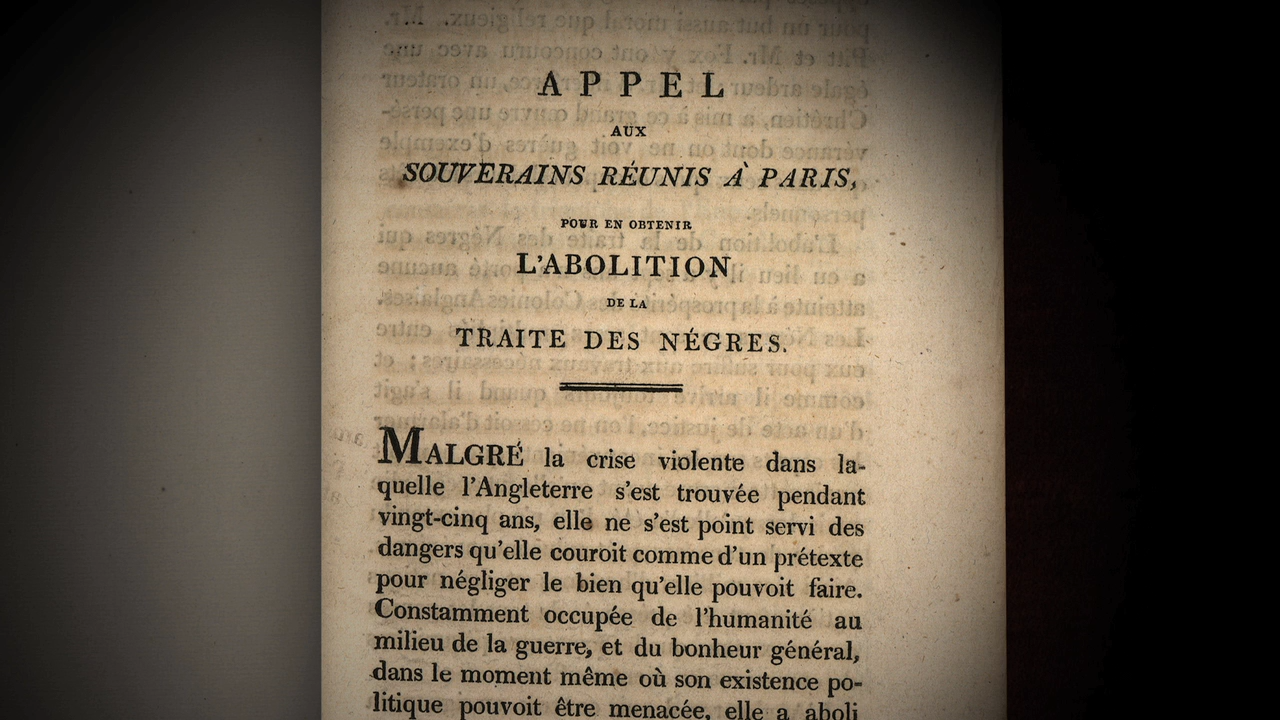 APPEL
AUX
SOUVERAINS RÉUNIS A PARIS,
POUR EN OBTENIR
L'ABOLITION
DE LA
TRAITE DES NÉGRES.
MALGRÉ la crise violente dans la-
quelle l'Angleterre s'est trouvée pendant
vingt-cinq ans, elle ne s'est point servi des
dangers qu'elle couroit comme d'un prétexte
pour négliger le bien qu'elle pouvoit faire.
Constamment occupée de l'humanité au
milieu de la guerre, et du bonheur général,
dans le moment même où son existence po-
litique pouvoit être menacée, elle a aboli